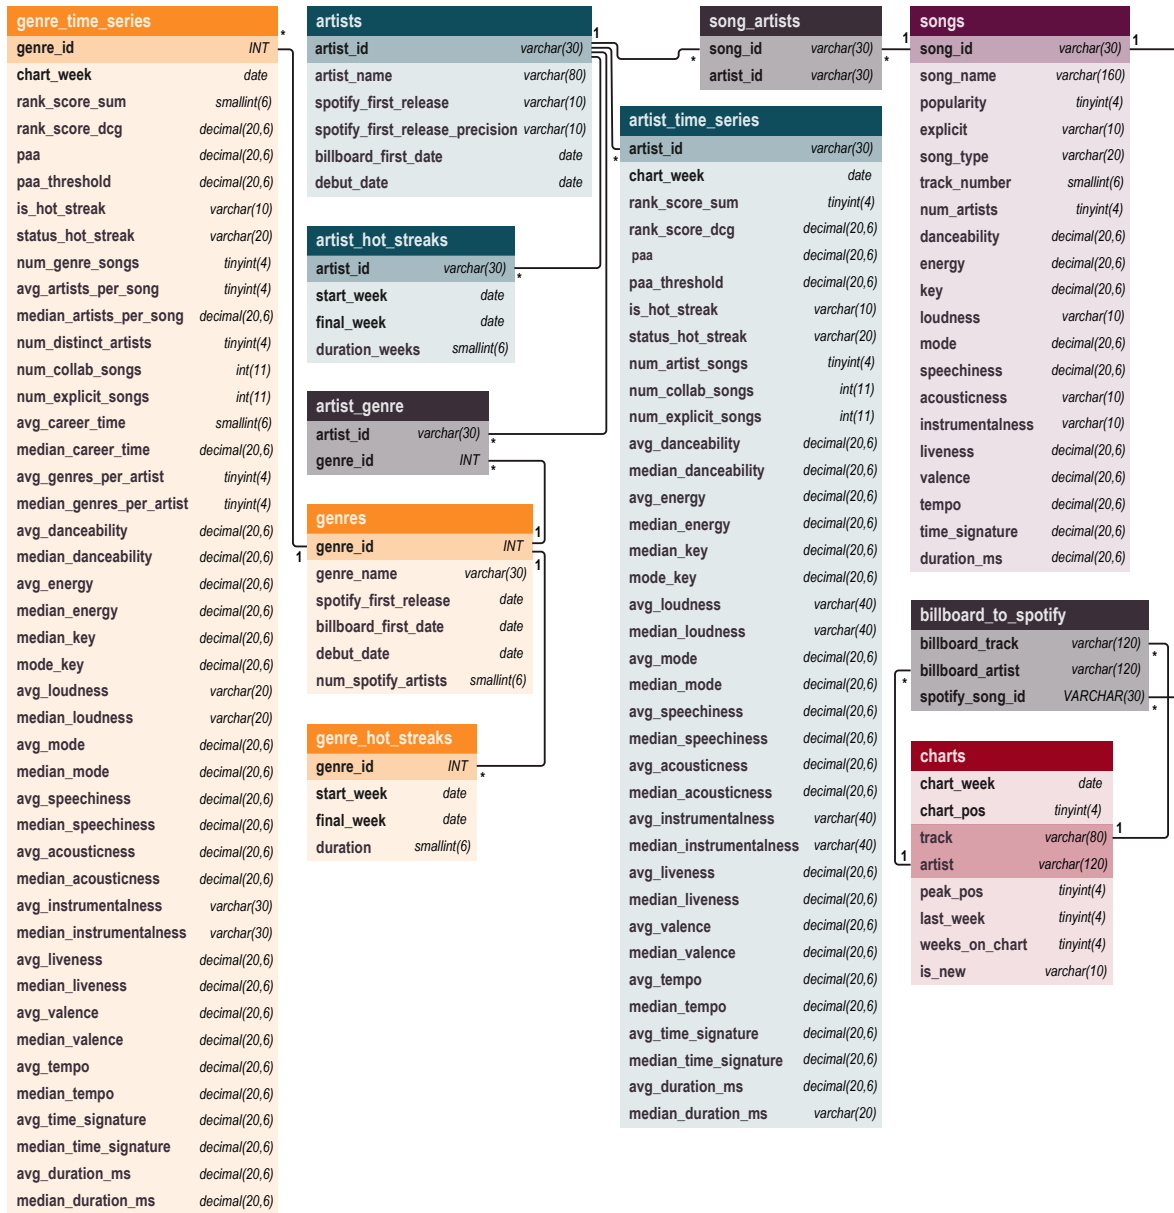 genre_time_series
*
genre_id INT
chart_week date
rank_score_sum smallint(6)
rank_score_dcg decimal(20,6)
paa decimal(20,6)
paa_threshold decimal(20,6)
is_hot_streak varchar(10)
status_hot_streak varchar(20)
num_genre_songs tinyint(4)
avg_artists_per_song tinyint(4)
median_artists_per_song decimal(20,6)
num_distinct_artists tinyint(4)
num_collab_songs int(11)
num_explicit_songs int(11)
avg_career_time smallint(6)
median_career_time decimal(20,6)
avg_genres_per_artist tinyint(4)
median_genres_per_artist tinyint(4)
avg_danceability decimal(20,6)
median_danceability decimal(20,6)
avg_energy decimal(20,6)
median_energy decimal(20,6)
median_key decimal(20,6)
mode_key decimal(20,6)
avg_loudness varchar(20)
median_loudness varchar(20)
avg_mode decimal(20,6)
median_mode decimal(20,6)
avg_speechiness decimal(20,6)
median_speechiness decimal(20,6)
avg_acousticness decimal(20,6)
median_acousticness decimal(20,6)
avg_instrumentalness varchar(30)
median_instrumentalness varchar(30)
avg_liveness decimal(20,6)
median_liveness decimal(20,6)
avg_valence decimal(20,6)
median_valence decimal(20,6)
avg_tempo decimal(20,6)
median_tempo decimal(20,6)
avg_time_signature decimal(20,6)
median_time_signature decimal(20,6)
avg_duration_ms decimal(20,6)
median_duration_ms decimal(20,6)
artists
1
artist_id varchar(30)
artist_name varchar(80)
spotify_first_release varchar(10)
spotify_first_release_precision varchar(10)
billboard_first_date date
debut_date date
artist_hot_streaks
artist_id varchar(30)
*
start_week date
final_week date
duration_weeks smallint(6)
artist_genre
artist_id varchar(30)
*
genre_id INT
*
genres
1
genre_id INT
1
1
genre_name varchar(30)
spotify_first_release date
billboard_first_date date
debut_date date
num_spotify_artists smallint(6)
genre_hot_streaks
genre_id INT
*
start_week date
final_week date
duration smallint(6)
song_artists
song_id varchar(30)
*
*
artist_id varchar(30)
artist_time_series
artist_id varchar(30)
*
chart_week date
rank_score_sum tinyint(4)
rank_score_dcg decimal(20,6)
paa decimal(20,6)
paa_threshold decimal(20,6)
is_hot_streak varchar(10)
status_hot_streak varchar(20)
num_artist_songs tinyint(4)
num_collab_songs int(11)
num_explicit_songs int(11)
avg_danceability decimal(20,6)
median_danceability decimal(20,6)
avg_energy decimal(20,6)
median_energy decimal(20,6)
median_key decimal(20,6)
mode_key decimal(20,6)
avg_loudness varchar(40)
median_loudness varchar(40)
avg_mode decimal(20,6)
median_mode decimal(20,6)
avg_speechiness decimal(20,6)
median_speechiness decimal(20,6)
avg_acousticness decimal(20,6)
median_acousticness decimal(20,6)
avg_instrumentalness varchar(40)
median_instrumentalness varchar(40)
avg_liveness decimal(20,6)
median_liveness decimal(20,6)
avg_valence decimal(20,6)
median_valence decimal(20,6)
avg_tempo decimal(20,6)
median_tempo decimal(20,6)
avg_time_signature decimal(20,6)
median_time_signature decimal(20,6)
avg_duration_ms decimal(20,6)
median_duration_ms varchar(20)
songs
1
1
song_id varchar(30)
song_name varchar(160)
popularity tinyint(4)
explicit varchar(10)
song_type varchar(20)
track_number smallint(6)
num_artists tinyint(4)
danceability decimal(20,6)
energy decimal(20,6)
key decimal(20,6)
loudness varchar(10)
mode decimal(20,6)
speechiness decimal(20,6)
acousticness varchar(10)
instrumentalness varchar(10)
liveness decimal(20,6)
valence decimal(20,6)
tempo decimal(20,6)
time_signature decimal(20,6)
duration_ms decimal(20,6)
billboard_to_spotify
billboard_track varchar(120)
*
billboard_artist varchar(120)
*
spotify_song_id VARCHAR(30)
*
charts
chart_week date
chart_pos tinyint(4)
1
track varchar(80)
1
artist varchar(120)
peak_pos tinyint(4)
last_week tinyint(4)
weeks_on_chart tinyint(4)
is_new varchar(10)